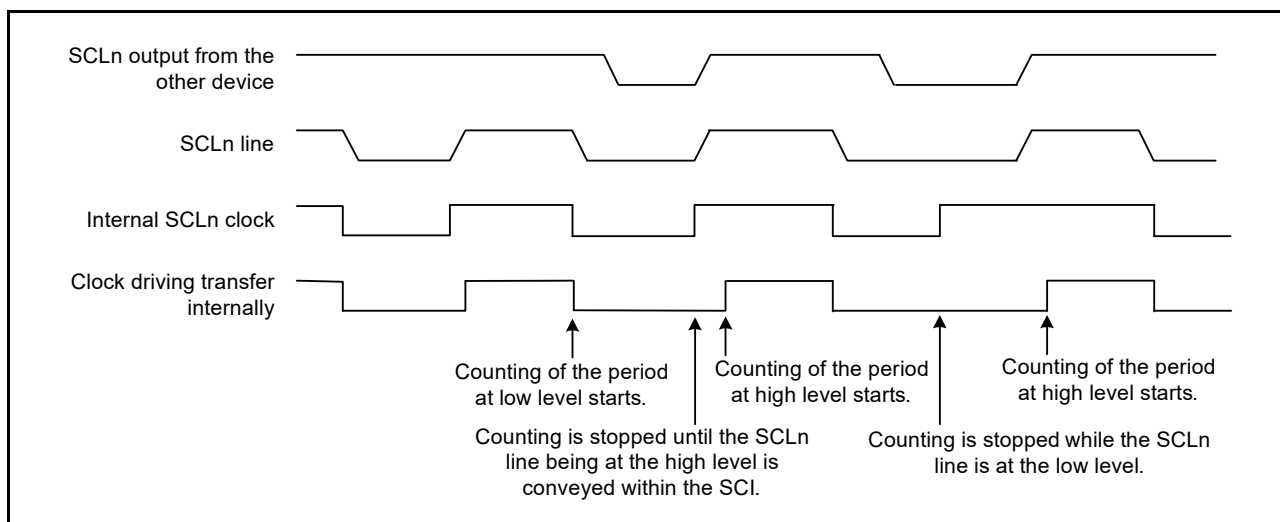 SCLn output from the
other device
SCLn line
Internal SCLn clock
Clock driving transfer
internally
Counting of the period
at low level starts.
Counting of the period
at high level starts.
Counting of the period
at high level starts.
Counting is stopped until the SCLn
line being at the high level is
conveyed within the SCI.
Counting is stopped while the SCLn
line is at the low level.